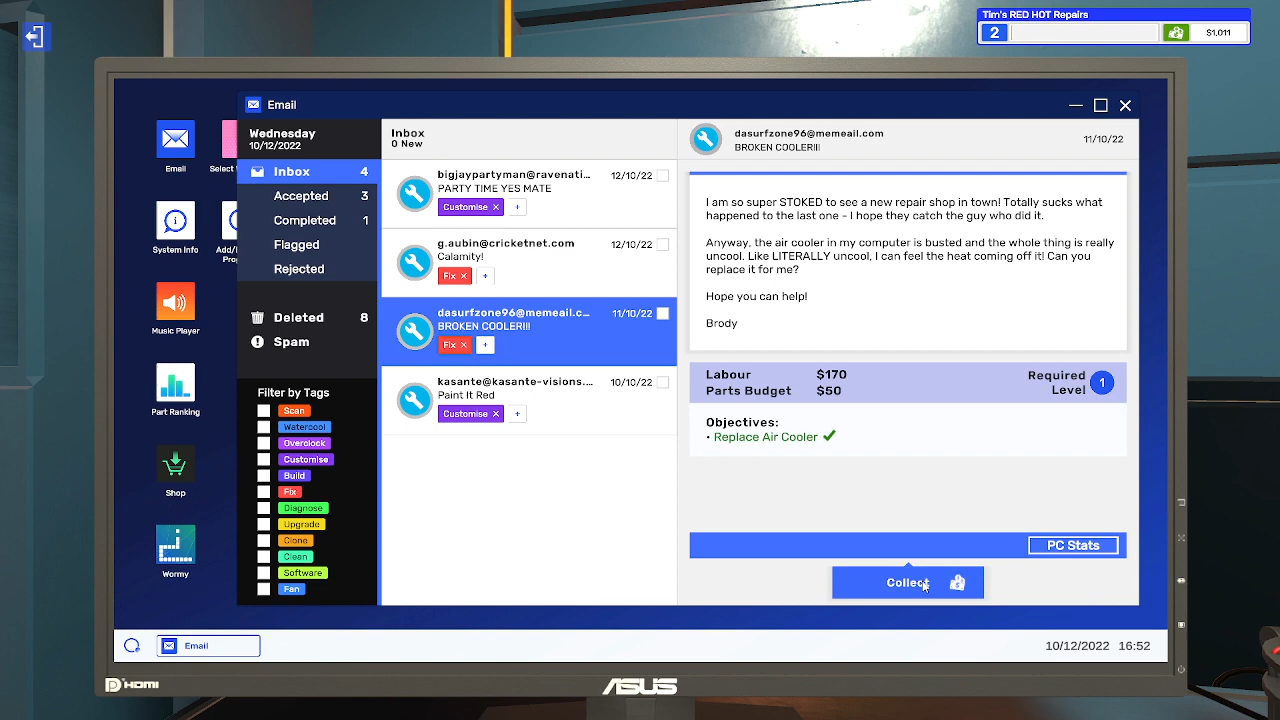 Tim's RED HOT Repairs
2
$1,011
Email
Wednesday
10/12/2022
Inbox 4
Accepted 3
Completed 1
Flagged
Rejected
Deleted 8
Spam
Filter by Tags
Scan
Watercool
Overclock
Customise
Build
Fix
Diagnose
Upgrade
Clone
Clean
Software
Fan
Inbox
0 New
bigjaypartyman@ravenati... 12/10/22
PARTY TIME YES MATE
Customise × +
g.aubin@cricketnet.com 12/10/22
Calamity!
Fix × +
dasurfzone96@memeail.c... 11/10/22
BROKEN COOLER!!!
Fix × +
kasante@kasante-visions.... 10/10/22
Paint It Red
Customise × +
dasurfzone96@memeail.com 11/10/22
BROKEN COOLER!!!
I am so super STOKED to see a new repair shop in town! Totally sucks what
happened to the last one - I hope they catch the guy who did it.
Anyway, the air cooler in my computer is busted and the whole thing is really
uncool. Like LITERALLY uncool, I can feel the heat coming off it! Can you
replace it for me?
Hope you can help!
Brody
Labour $170
Parts Budget $50
Required
Level 1
Objectives:
• Replace Air Cooler ✔
PC Stats
Collect
Email
System Info
Music Player
Part Ranking
Shop
Wormy
Select
Add/
Prog
Email
10/12/2022 16:52
HDMI
ASUS